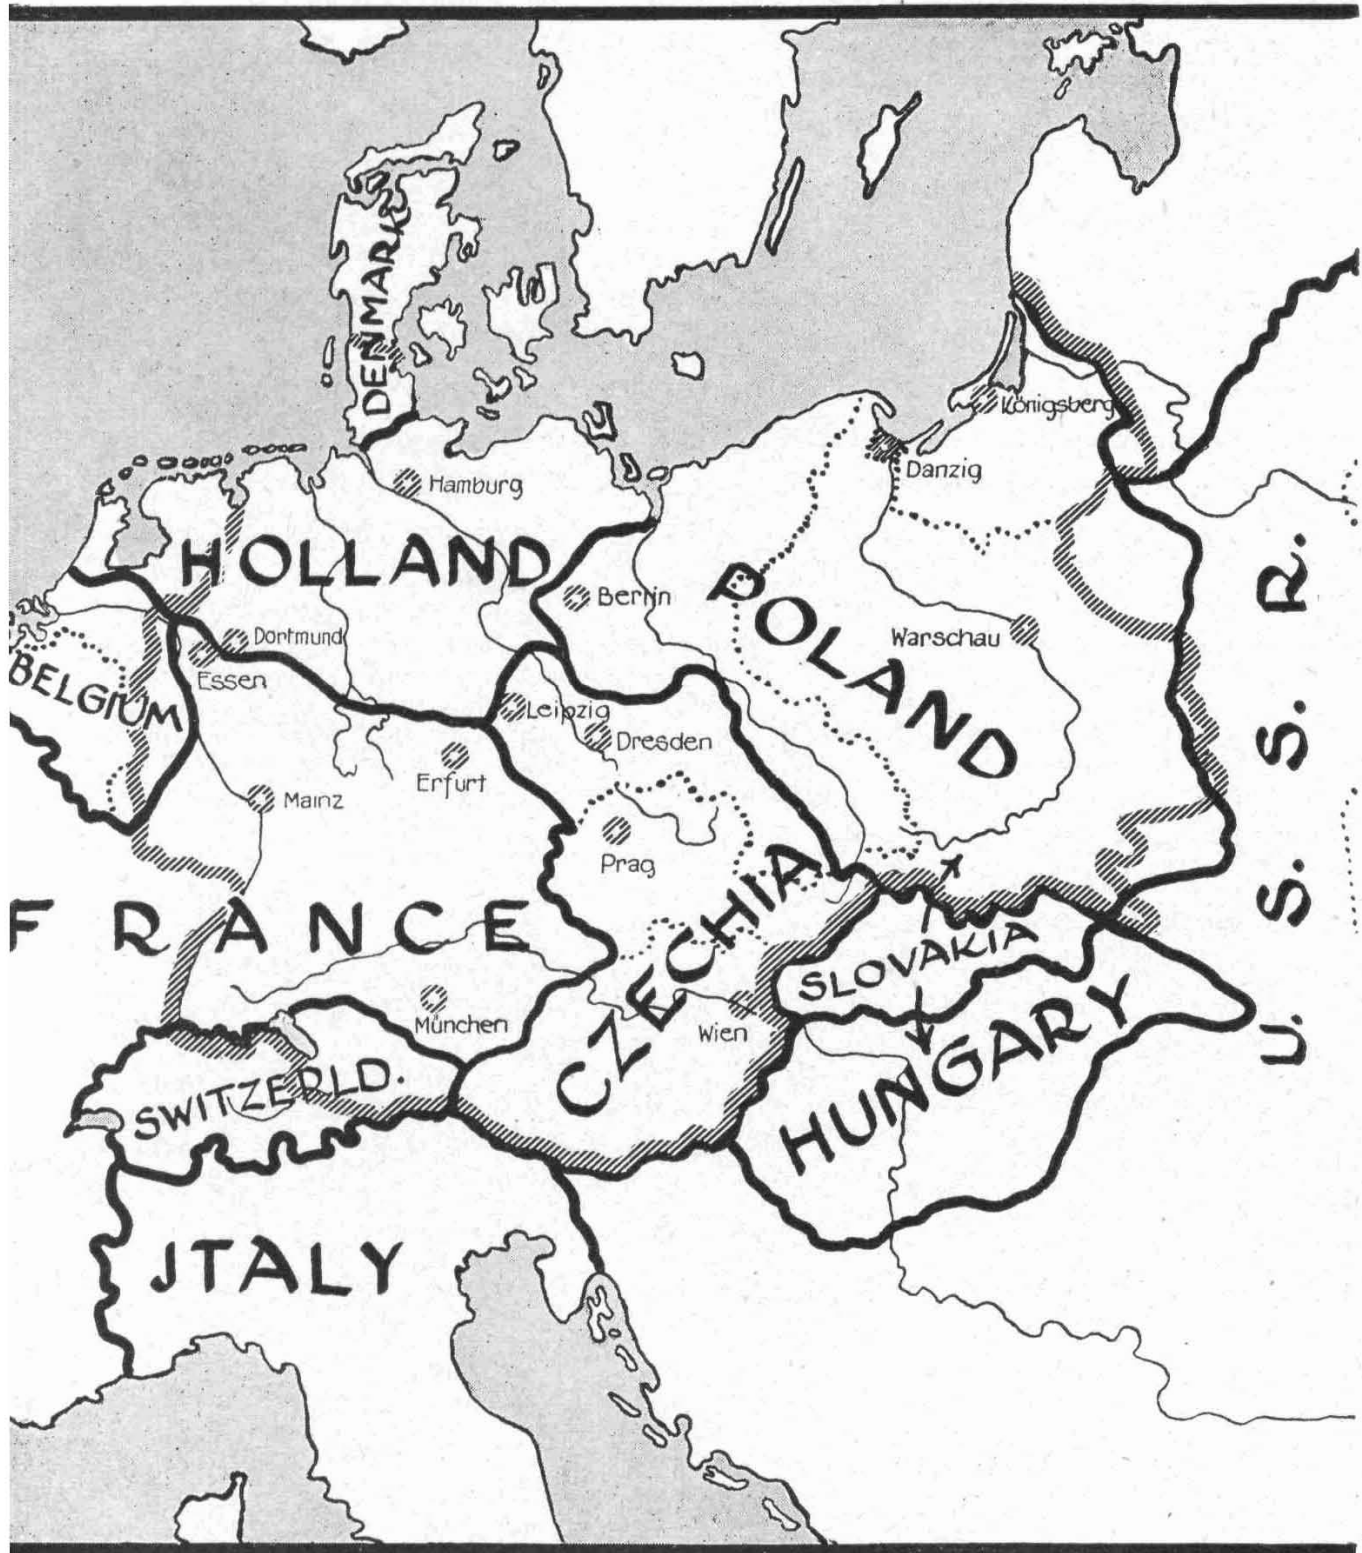 DENMARK
Königsberg
Danzig
Hamburg
HOLLAND
Berlin
POLAND
Warschau
Dortmund
Essen
BELGIUM
Leipzig
Dresden
Erfurt
Mainz
Prag
FRANCE
CZECHIA
SLOVAKIA
München
Wien
SWITZERLD.
HUNGARY
JTALY
U.S.S.R.